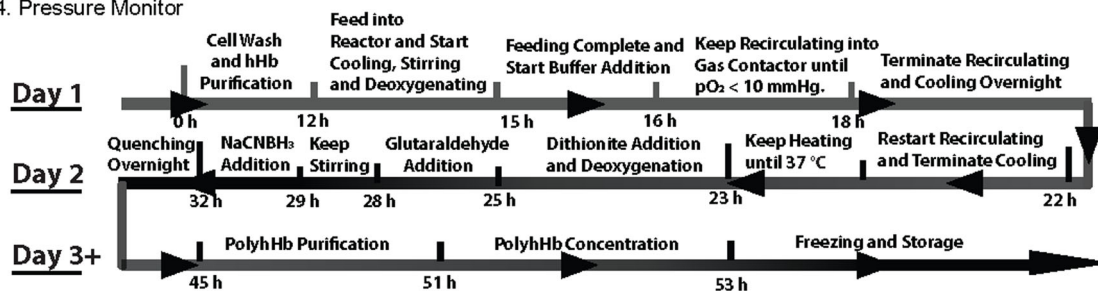 4. Pressure Monitor
Day 1
Cell Wash
and hHb
Purification
Feed into
Reactor and Start
Cooling, Stirring
and Deoxygenating
Feeding Complete and
Start Buffer Addition
Keep Recirculating into
Gas Contactor until
pO₂ < 10 mmHg.
Terminate Recirculating
and Cooling Overnight
0 h
12 h
15 h
16 h
18 h
Day 2
Quenching
Overnight
NaCNBH₃
Addition
Keep
Stirring
Glutaraldehyde
Addition
Dithionite Addition
and Deoxygenation
Keep Heating
until 37 °C
Restart Recirculating
and Terminate Cooling
32 h
29 h
28 h
25 h
23 h
22 h
Day 3+
PolyhHb Purification
PolyhHb Concentration
Freezing and Storage
45 h
51 h
53 h